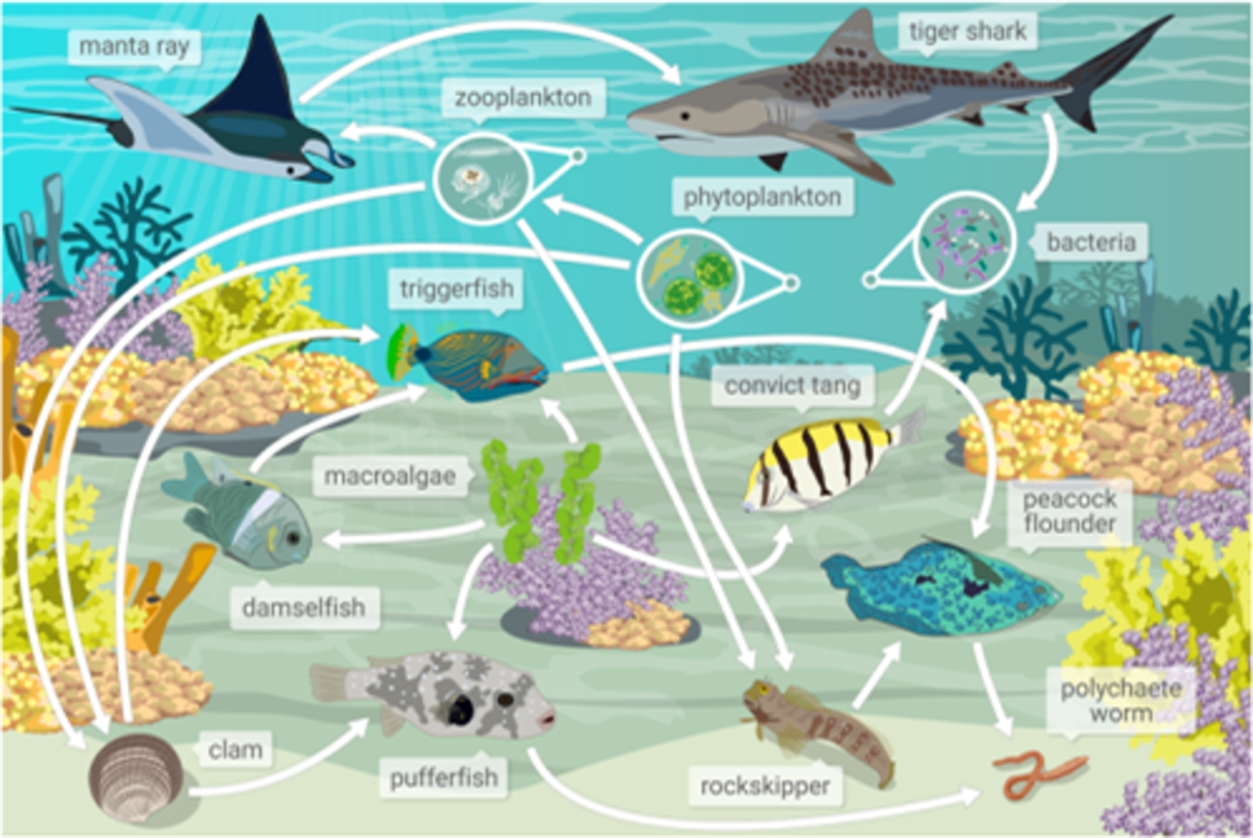 manta ray
tiger shark
zooplankton
phytoplankton
bacteria
triggerfish
convict tang
macroalgae
peacock
flounder
damselfish
polychaete
worm
clam
pufferfish
rockskipper